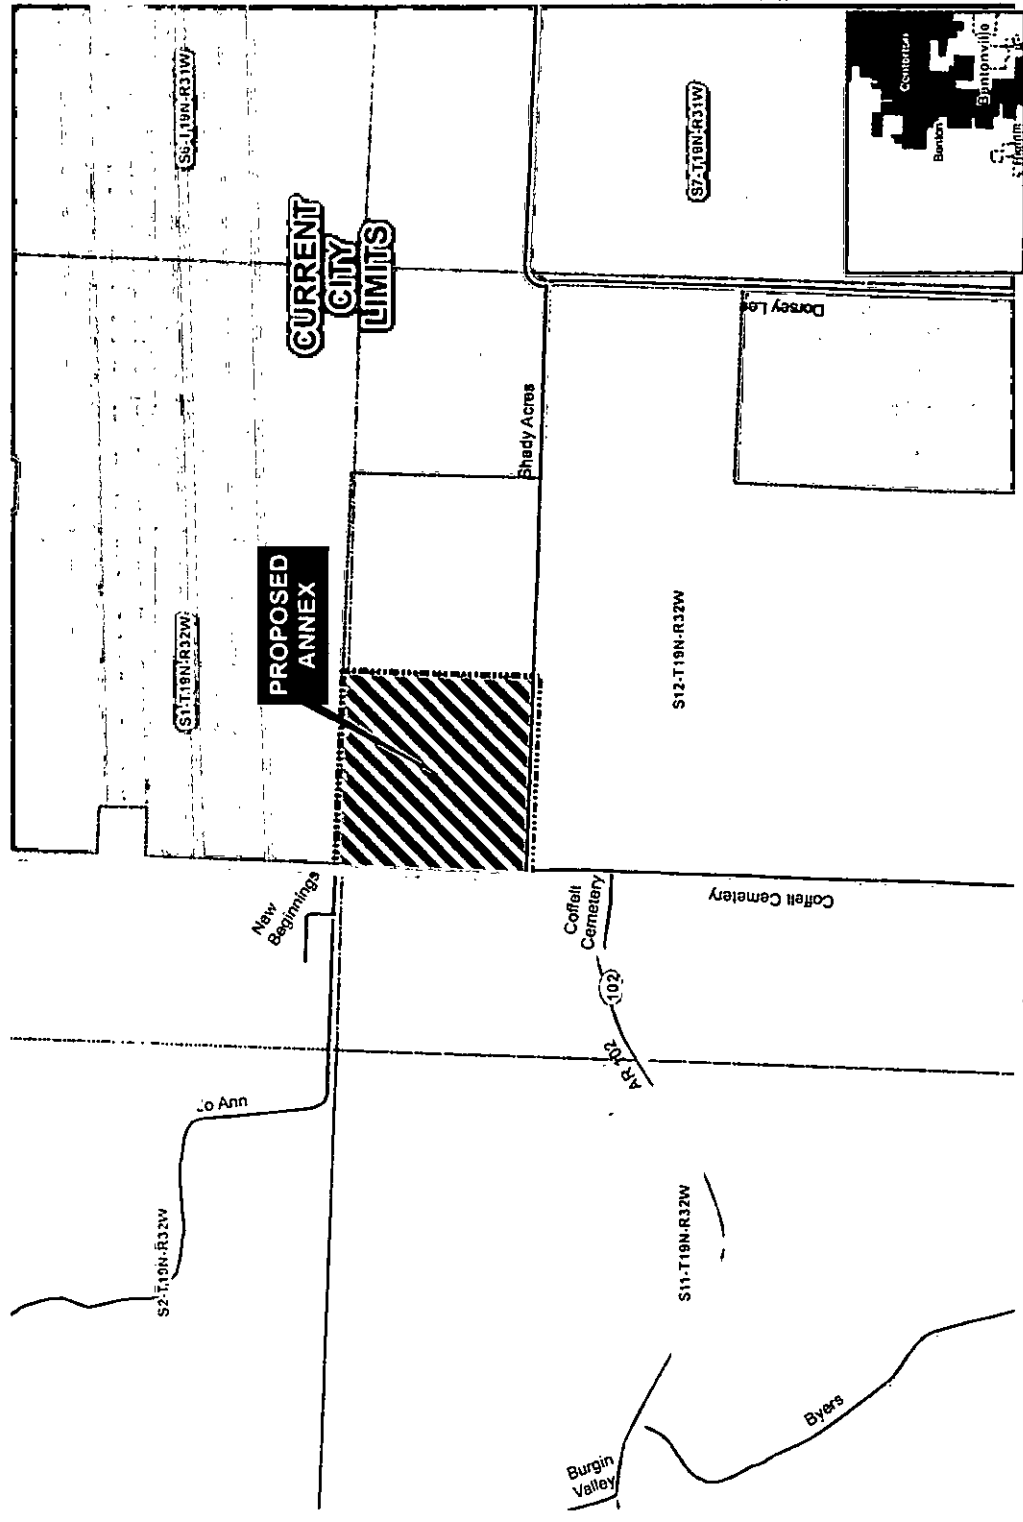 S6-T19N-R31W
CURRENT
CITY
LIMITS
S7-T19N-R31W
Centerton
Bentonville
Benton
Dorsey Lee
Shady Acres
PROPOSED
ANNEX
S1-T19N-R32W
S12-T19N-R32W
New
Beginnings
Coffelt
Cemetery
Coffelt Cemetery
102
AR 102
Jo Ann
S2-T19N-R32W
S11-T19N-R32W
Burgin
Valley
Byers